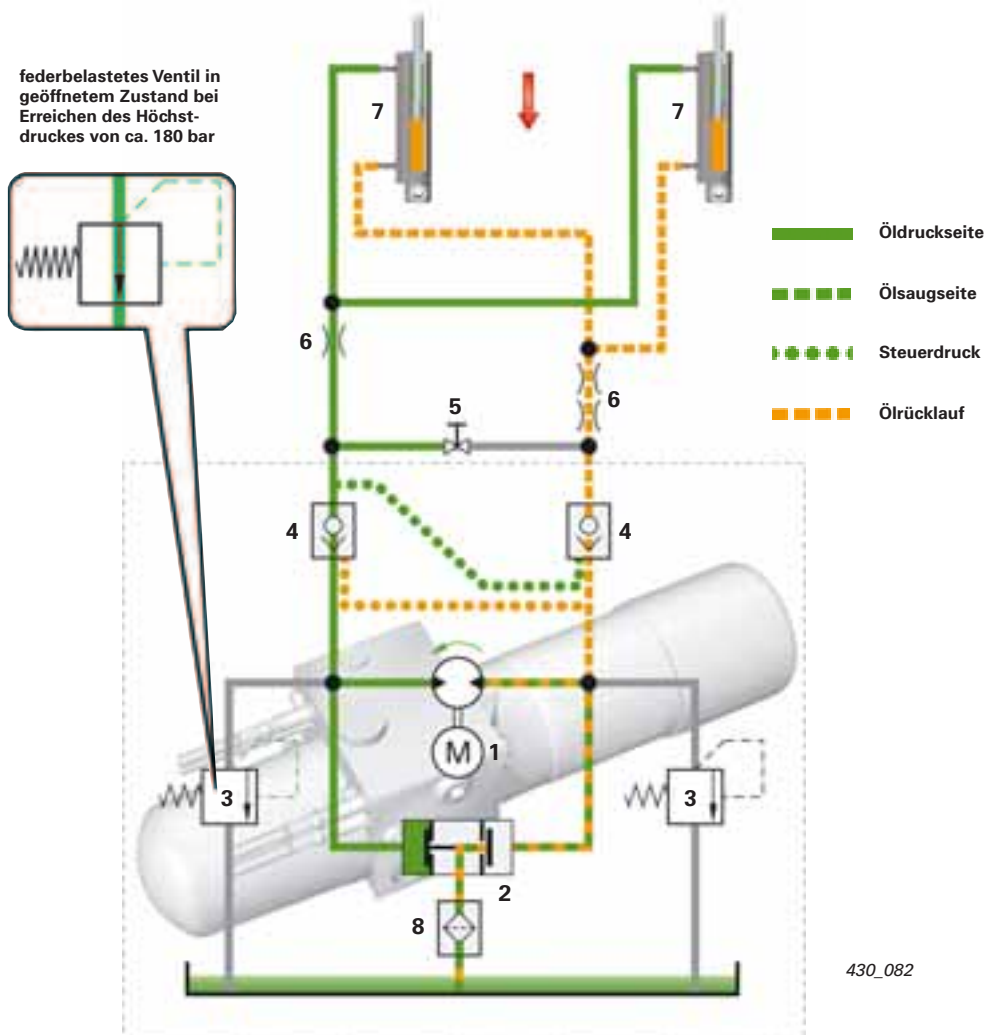 federbelastetes Ventil in
geöffnetem Zustand bei
Erreichen des Höchst-
druckes von ca. 180 bar
7
7
Öldruckseite
Ölsaugseite
6
Steuerdruck
5
6
Ölrücklauf
4
4
M
1
3
3
2
8
430_082